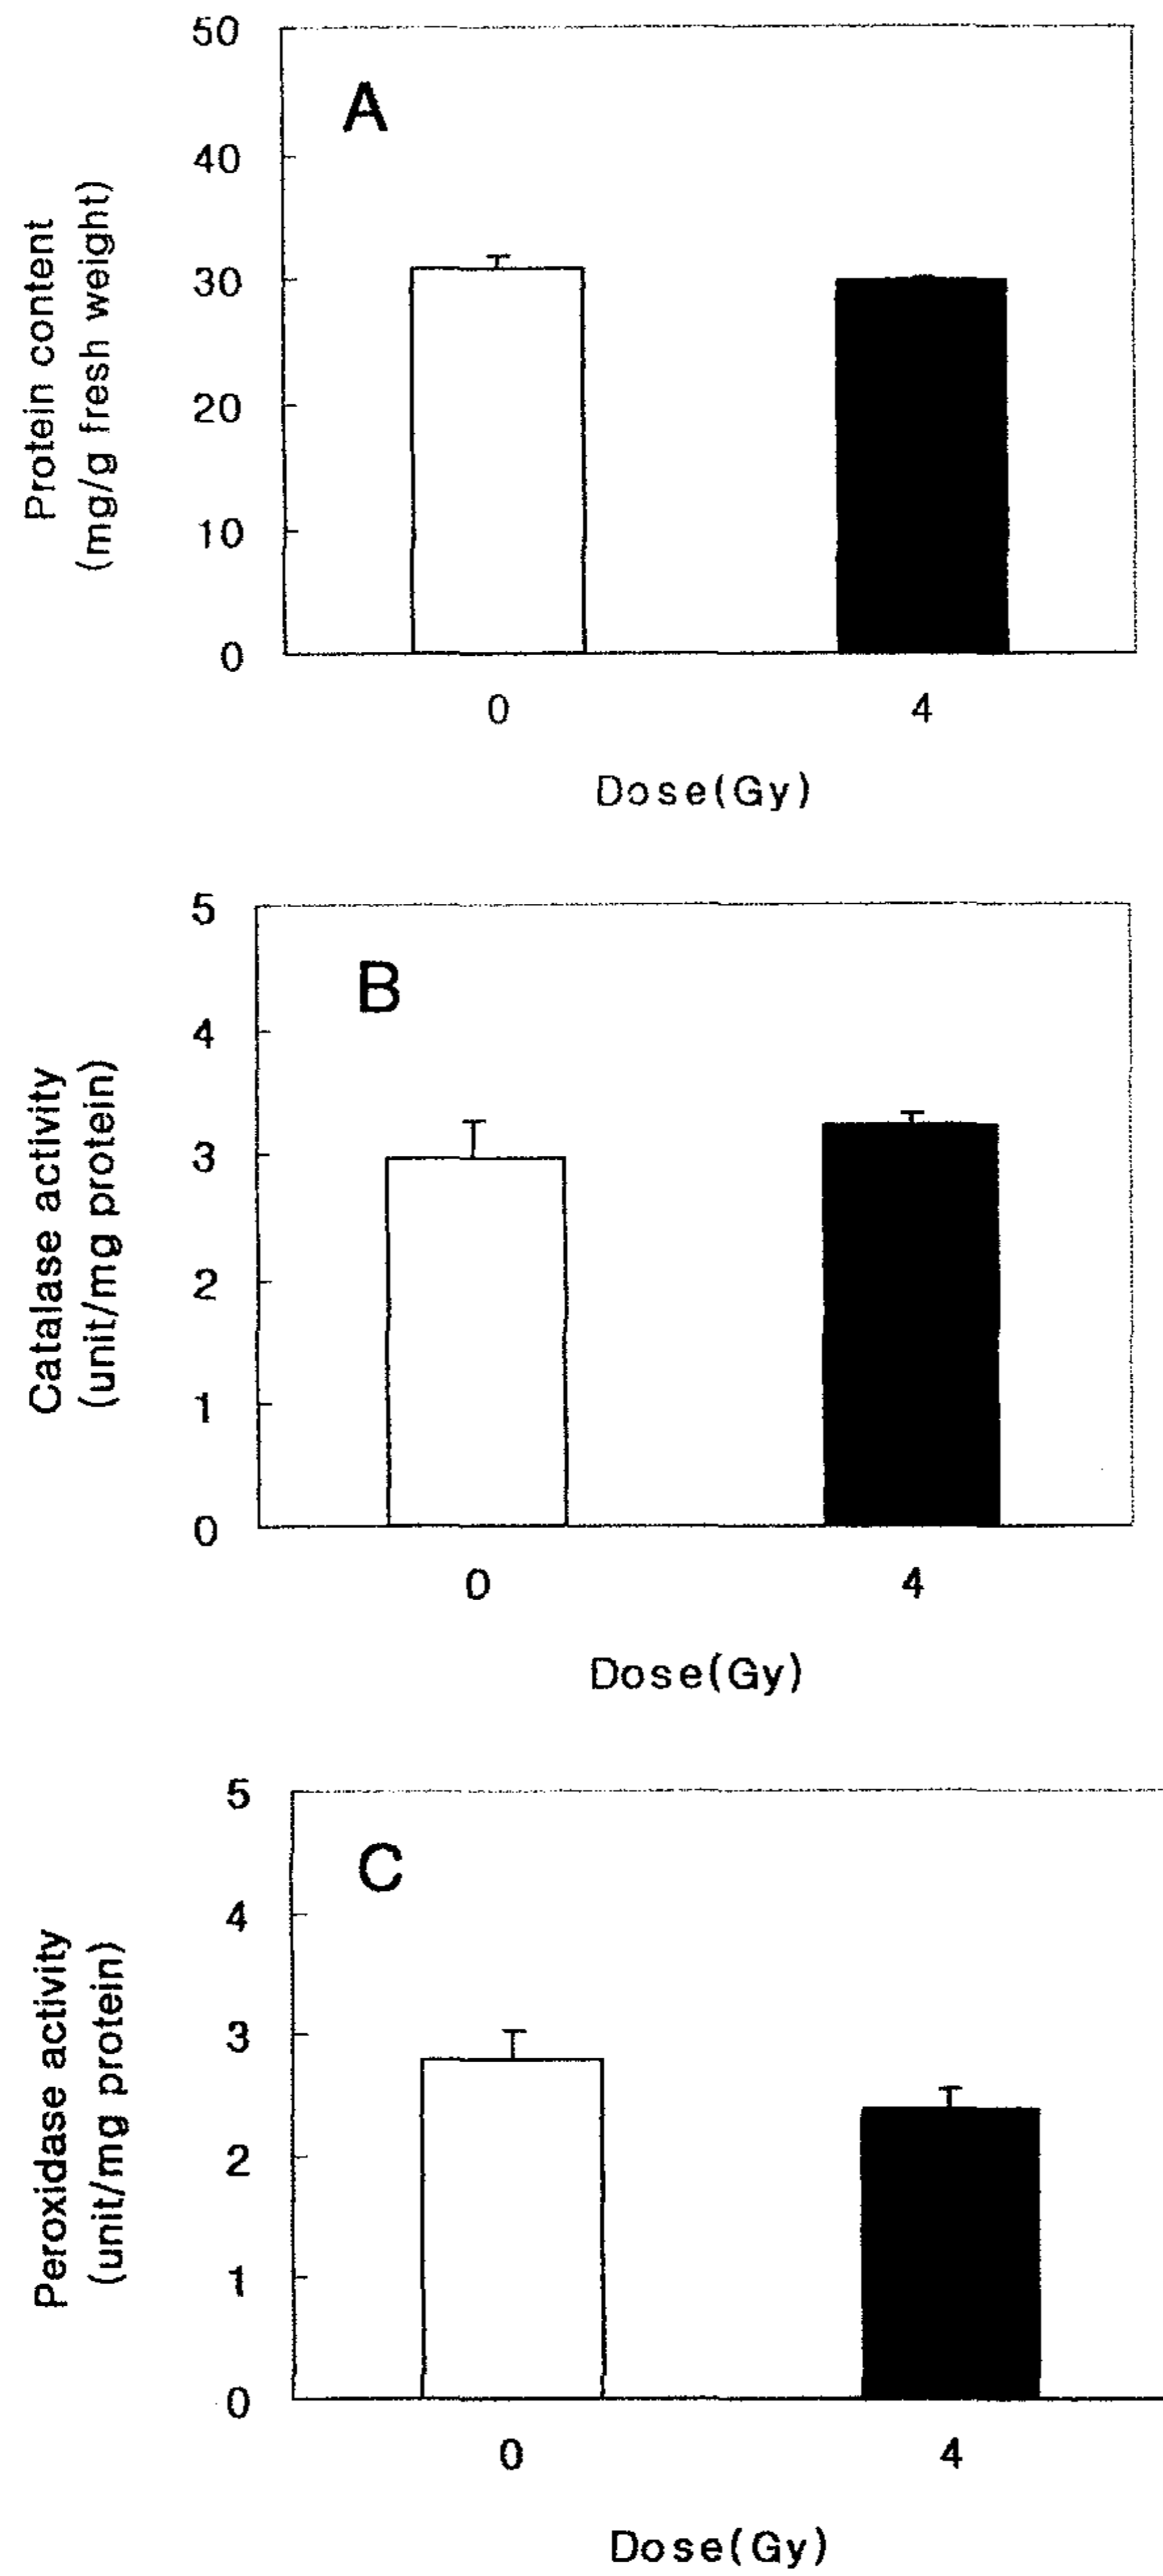 50
A
40
30
20
10
0
Protein content
(mg/g fresh weight)
0 4
Dose(Gy)
5
B
4
3
2
1
0
Catalase activity
(unit/mg protein)
0 4
Dose(Gy)
5
C
4
3
2
1
0
Peroxidase activity
(unit/mg protein)
0 4
Dose(Gy)